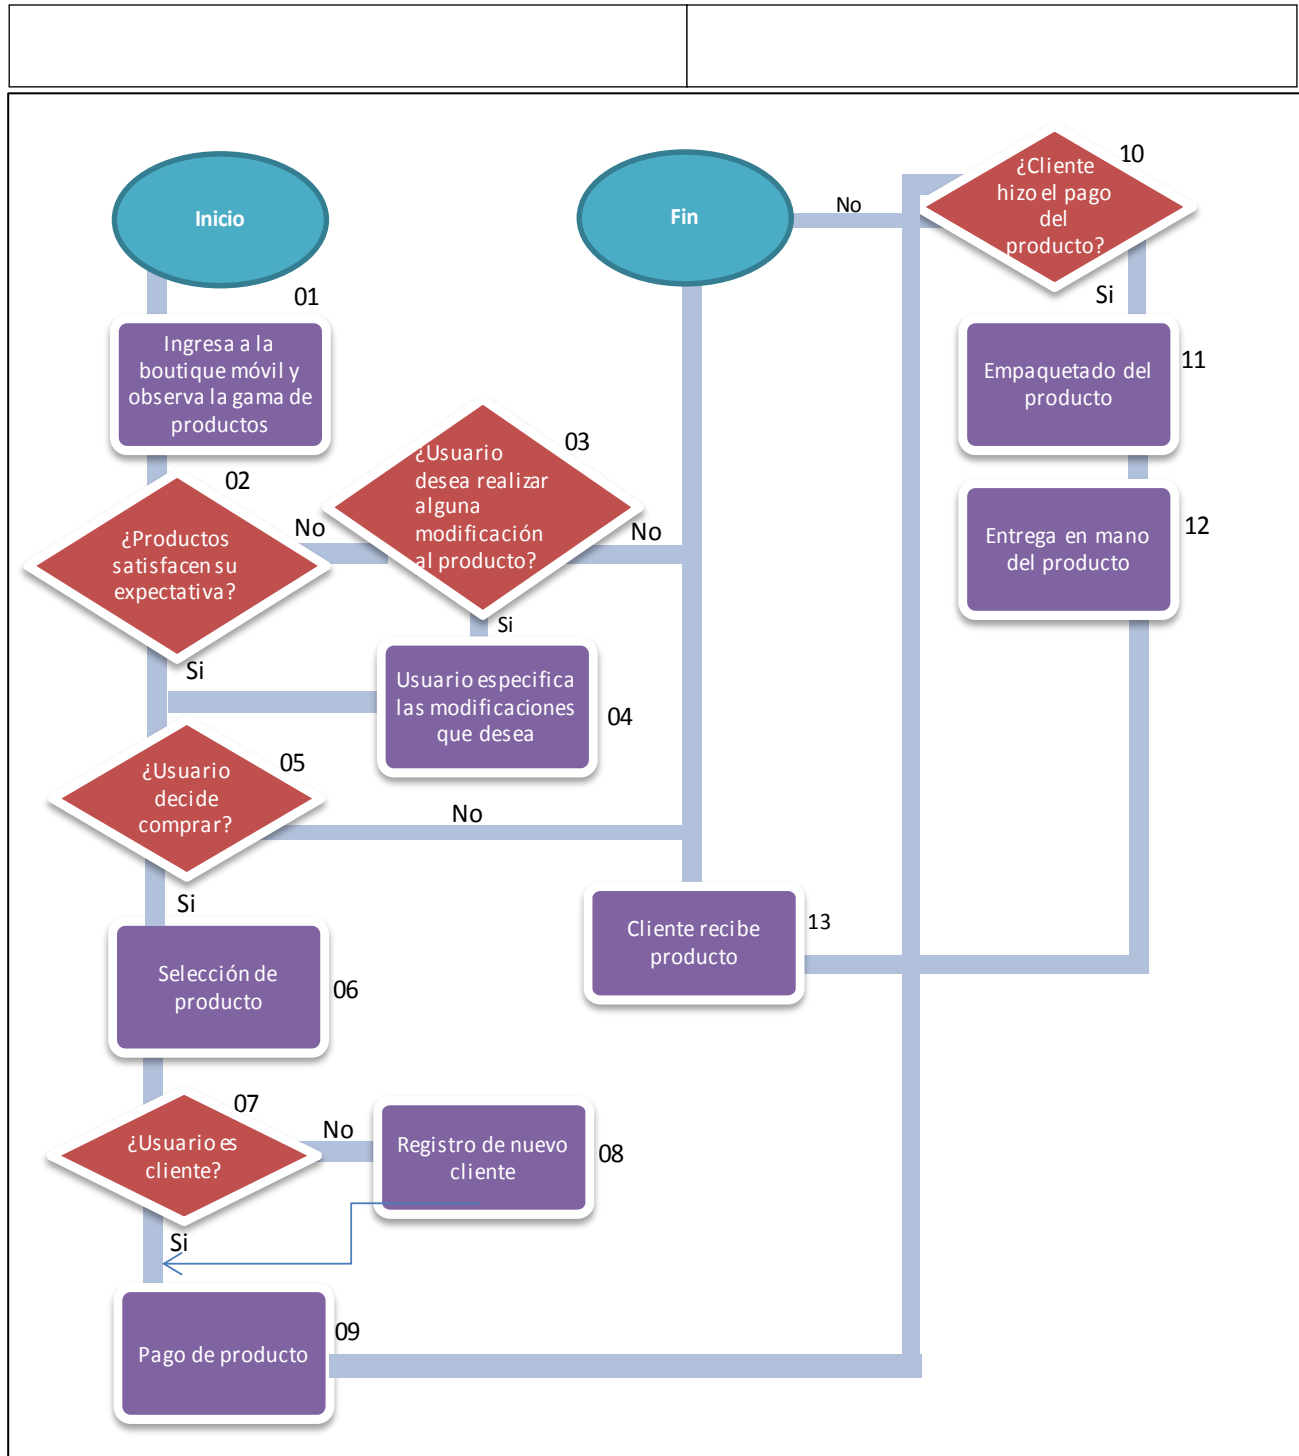 Inicio
01
Ingresa a la
boutique móvil y
observa la gama de
productos
02
¿Productos
satisfacen su
expectativa?
No
Si
03
¿Usuario
desea realizar
alguna
modificación
al producto?
No
Si
Usuario especifica
las modificaciones
que desea
04
05
¿Usuario
decide
comprar?
No
Si
Selección de
producto
06
07
¿Usuario es
cliente?
No
Si
Registro de nuevo
cliente
08
Pago de producto
09
Fin
No
10
¿Cliente
hizo el pago
del
producto?
Si
Empaquetado del
producto
11
Entrega en mano
del producto
12
Cliente recibe
producto
13